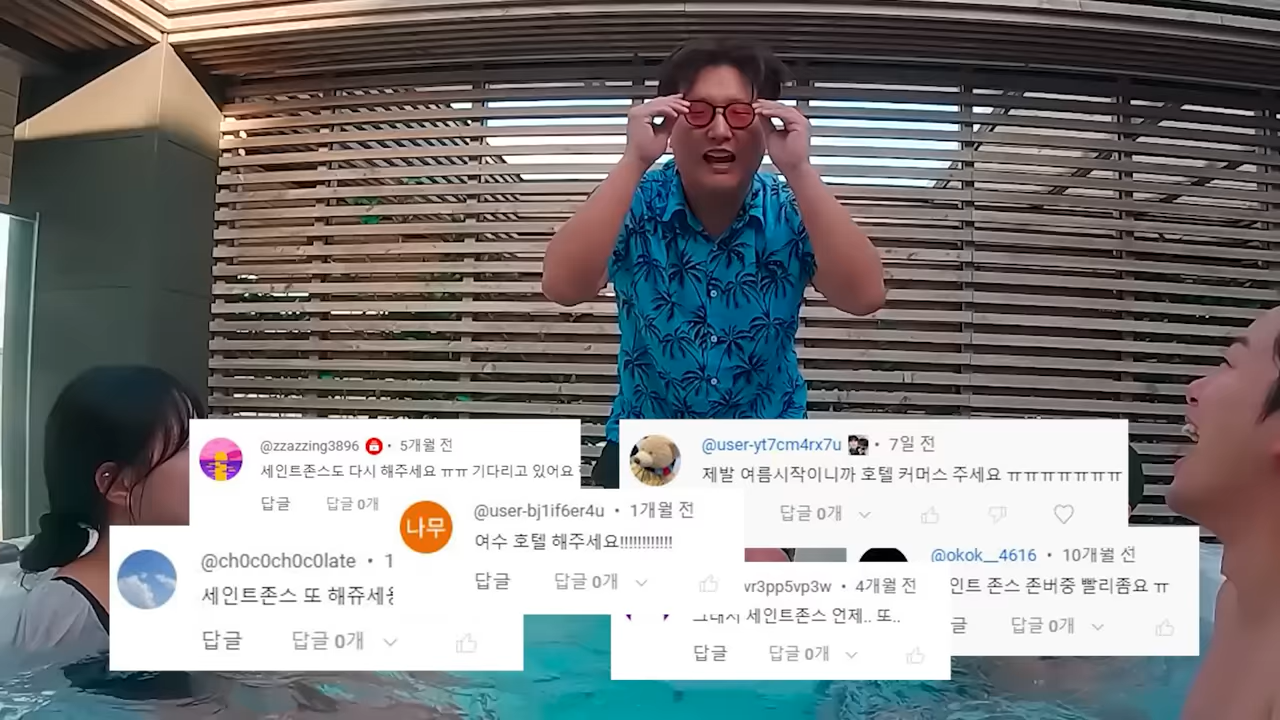 @zzazzing3896 • 5개월 전
세인트존스도 다시 해주세요 ㅠㅠ 기다리고 있어요
답글 답글 0개
@user-yt7cm4rx7u • 7일 전
제발 여름시작이니까 호텔 커머스 주세요 ㅠㅠㅠㅠㅠㅠㅠ
답글 0개
나무
@user-bj1if6er4u • 1개월 전
여수 호텔 해주세요!!!!!!!!!!!!
답글 답글 0개
@ch0c0ch0c0late • 1
세인트존스 또 해쥬세용
답글 답글 0개
vr3pp5vp3w • 4개월 전
그래서 세인트존스 언제.. 또..
답글 답글 0개
@okok__4616 • 10개월 전
인트 존스 존버중 빨리좀요 ㅠ
글 답글 0개